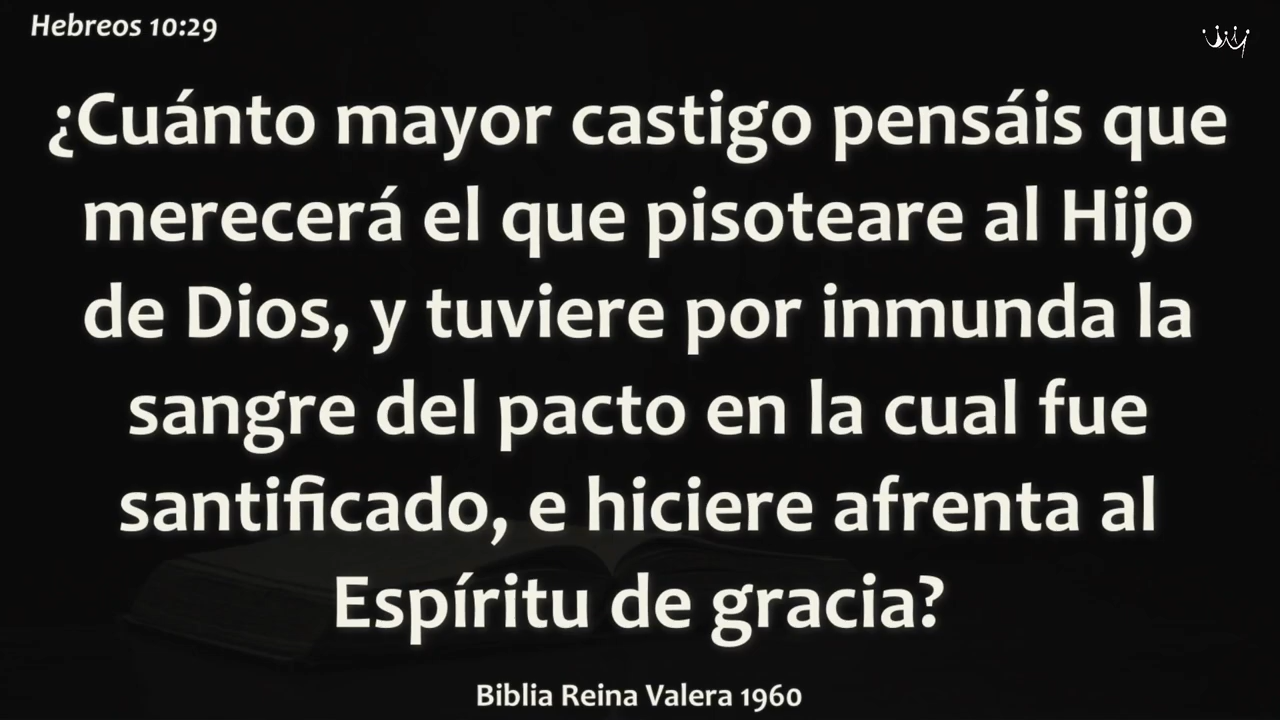 Hebreos 10:29
¿Cuánto mayor castigo pensáis que
merecerá el que pisoteare al Hijo
de Dios, y tuviere por inmunda la
sangre del pacto en la cual fue
santificado, e hiciere afrenta al
Espíritu de gracia?
Biblia Reina Valera 1960